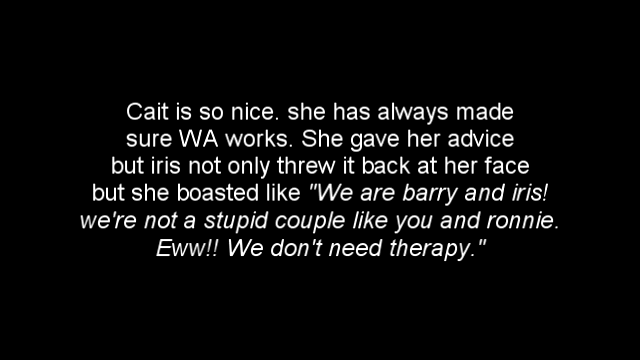 Cait is so nice. she has always made
sure WA works. She gave her advice
but iris not only threw it back at her face
but she boasted like "We are barry and iris!
we're not a stupid couple like you and ronnie.
Eww!! We don't need therapy."